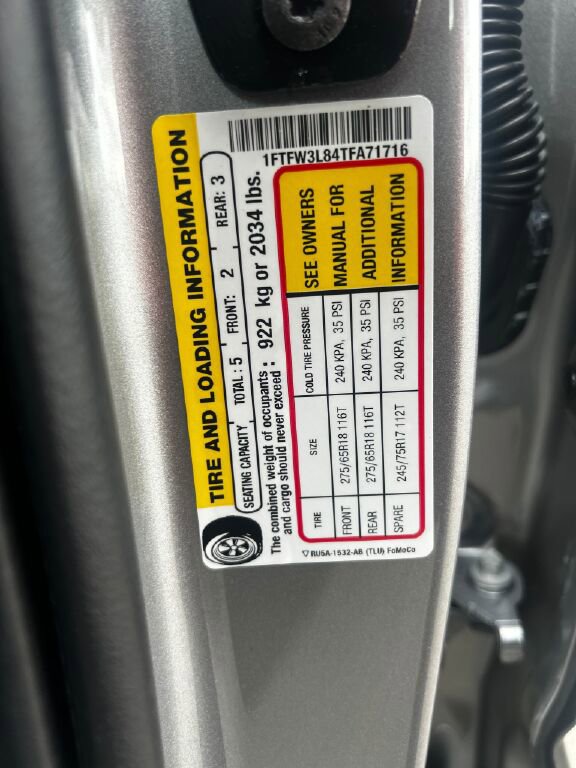 TIRE AND LOADING INFORMATION
SEATING CAPACITY TOTAL: 5 FRONT: 2 REAR: 3
The combined weight of occupants
and cargo should never exceed : 922 kg or 2034 lbs.
1FTFW3L84TFA71716
TIRE SIZE COLD TIRE PRESSURE
FRONT 275/65R18 116T 240 KPA, 35 PSI
REAR 275/65R18 116T 240 KPA, 35 PSI
SPARE 245/75R17 112T 240 KPA, 35 PSI
SEE OWNERS
MANUAL FOR
ADDITIONAL
INFORMATION
RU5A-1532-AB (TLU) FoMoCo